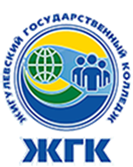 ЖИГУЛЕВСКИЙ ГОСУДАРСТВЕННЫЙ КОЛЛЕДЖ
ЖГК